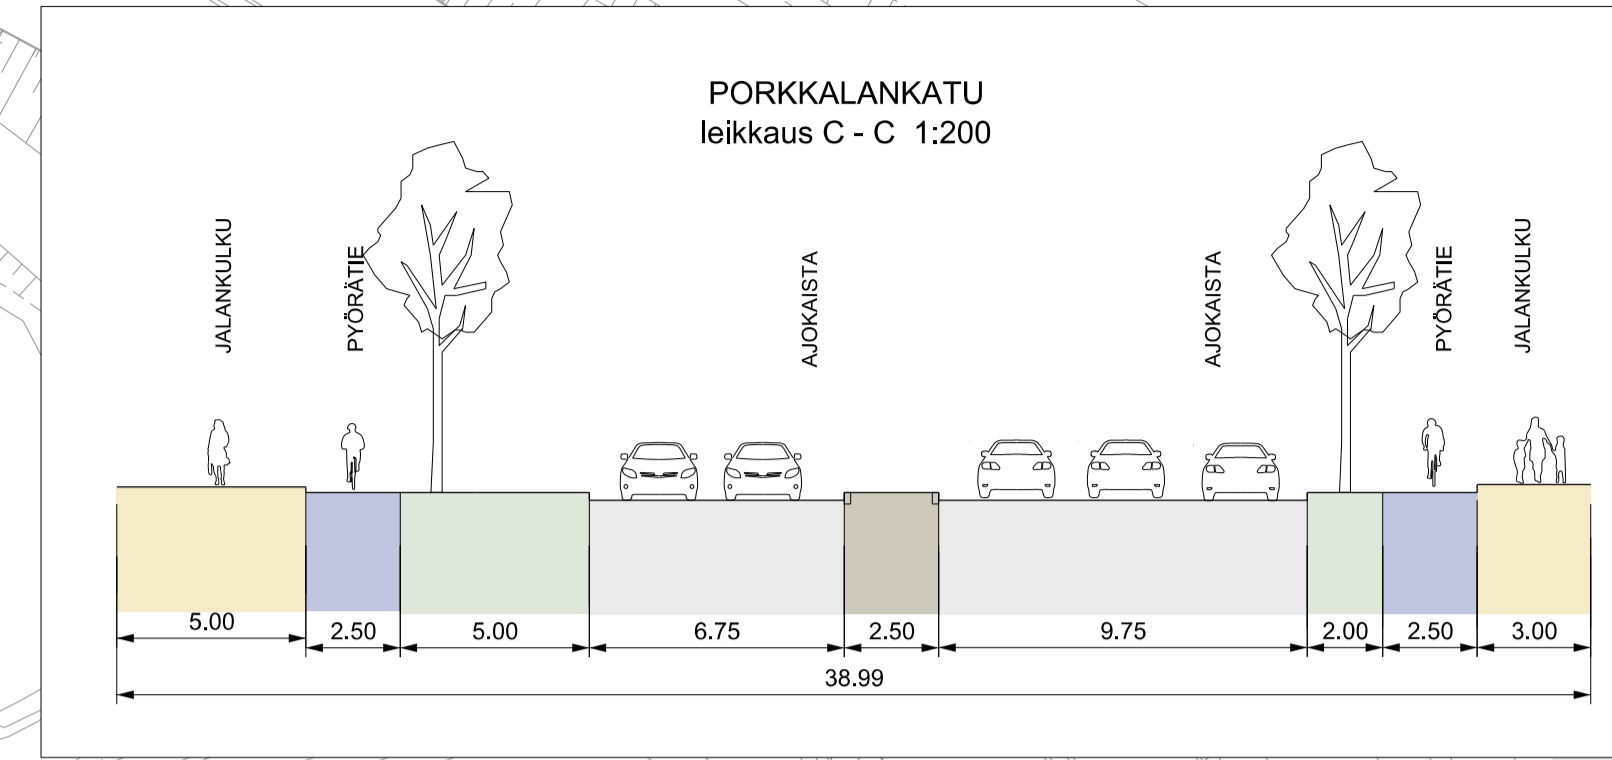 PORKKALANKATU
leikkaus C - C 1:200
JALANKULKU
PYÖRÄTIE
AJOKAISTA
AJOKAISTA
PYÖRÄTIE
JALANKULKU
5.00
2.50
5.00
6.75
2.50
9.75
2.00
2.50
3.00
38.99